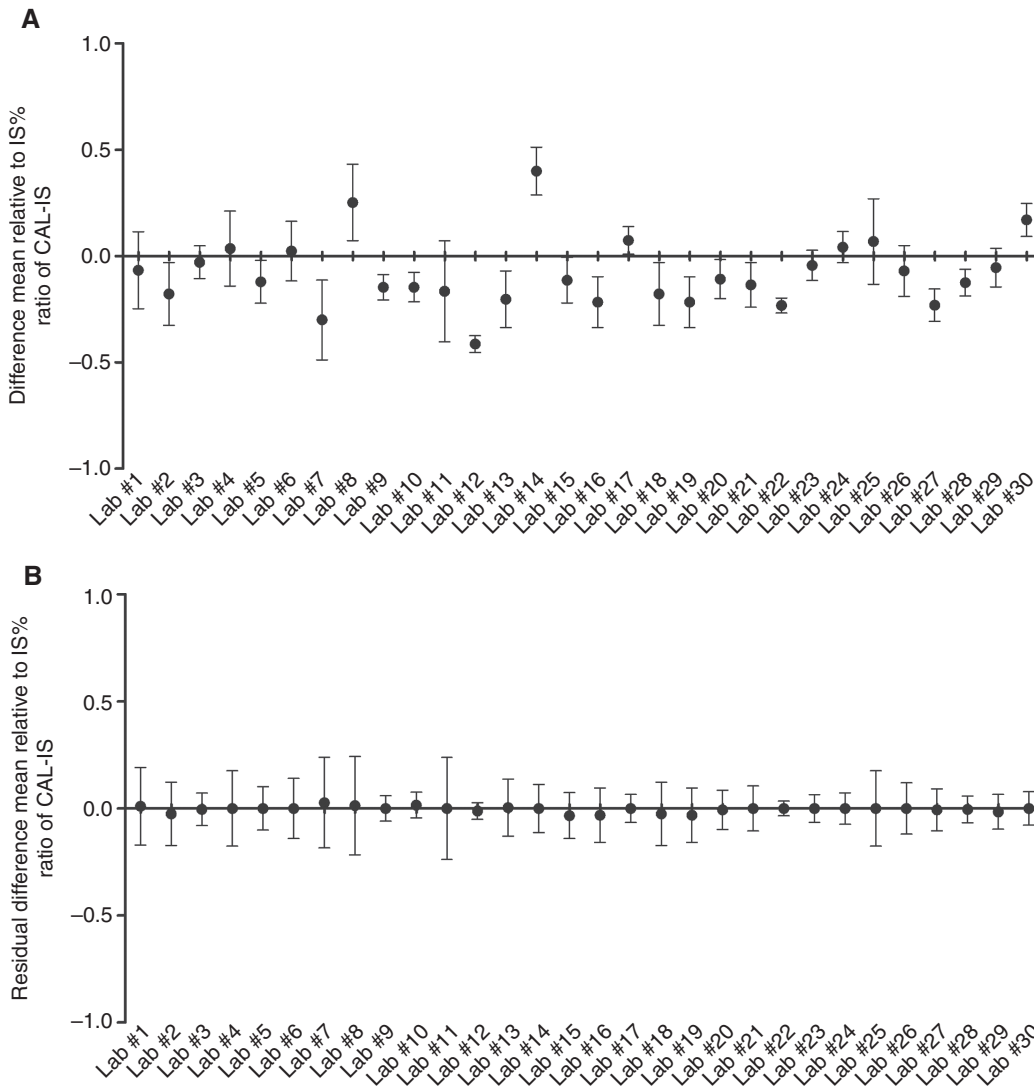 A
1.0
0.5
0.0
−0.5
−1.0
Difference mean relative to IS%
ratio of CAL-IS
Lab #1
Lab #2
Lab #3
Lab #4
Lab #5
Lab #6
Lab #7
Lab #8
Lab #9
Lab #10
Lab #11
Lab #12
Lab #13
Lab #14
Lab #15
Lab #16
Lab #17
Lab #18
Lab #19
Lab #20
Lab #21
Lab #22
Lab #23
Lab #24
Lab #25
Lab #26
Lab #27
Lab #28
Lab #29
Lab #30
B
1.0
0.5
0.0
−0.5
−1.0
Residual difference mean relative to IS%
ratio of CAL-IS
Lab #1
Lab #2
Lab #3
Lab #4
Lab #5
Lab #6
Lab #7
Lab #8
Lab #9
Lab #10
Lab #11
Lab #12
Lab #13
Lab #14
Lab #15
Lab #16
Lab #17
Lab #18
Lab #19
Lab #20
Lab #21
Lab #22
Lab #23
Lab #24
Lab #25
Lab #26
Lab #27
Lab #28
Lab #29
Lab #30